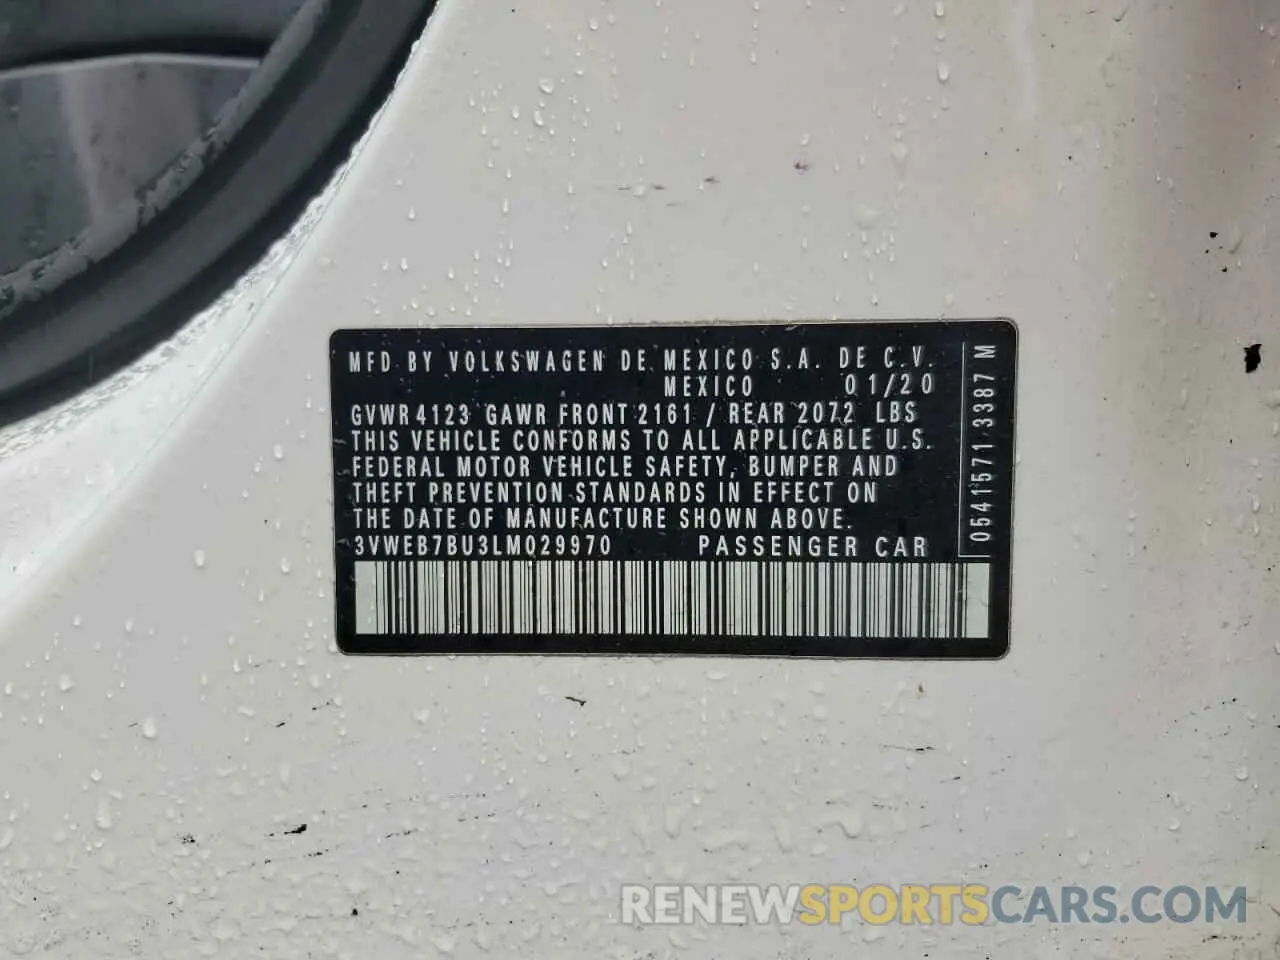 MFD BY VOLKSWAGEN DE MEXICO S.A. DE C.V.
MEXICO 01/20
GVWR 4123 GAWR FRONT 2161 / REAR 2072 LBS
THIS VEHICLE CONFORMS TO ALL APPLICABLE U.S.
FEDERAL MOTOR VEHICLE SAFETY, BUMPER AND
THEFT PREVENTION STANDARDS IN EFFECT ON
THE DATE OF MANUFACTURE SHOWN ABOVE.
3VWEB7BU3LM029970 PASSENGER CAR
0541571 3387 M
RENEWSPORTSCARS.COM